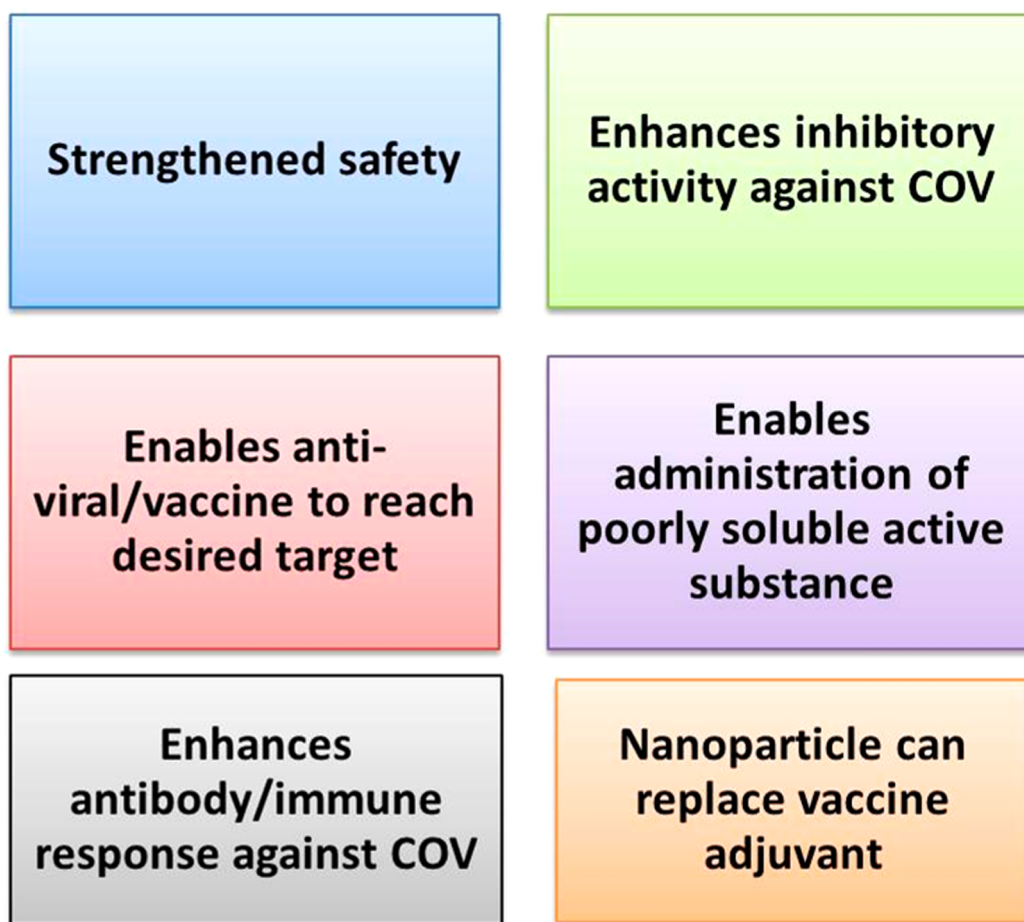 Strengthened safety
Enhances inhibitory
activity against COV
Enables anti-
viral/vaccine to reach
desired target
Enables
administration of
poorly soluble active
substance
Enhances
antibody/immune
response against COV
Nanoparticle can
replace vaccine
adjuvant